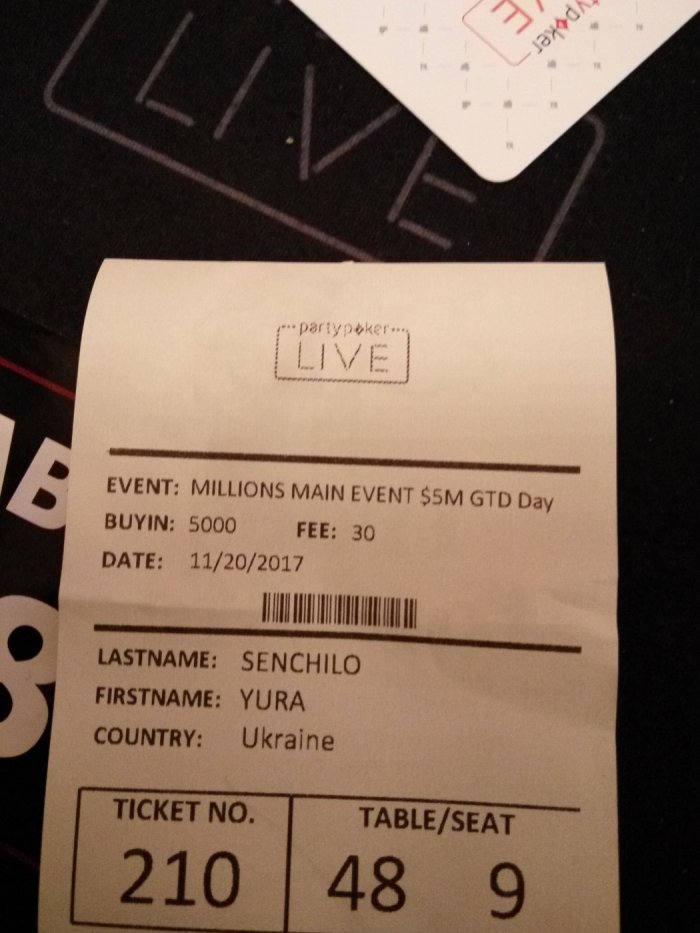 LIVE
partypoker
LIVE
EVENT: MILLIONS MAIN EVENT $5M GTD Day
BUYIN: 5000 FEE: 30
DATE: 11/20/2017
LASTNAME: SENCHILO
FIRSTNAME: YURA
COUNTRY: Ukraine
TICKET NO. TABLE/SEAT
210 48 9